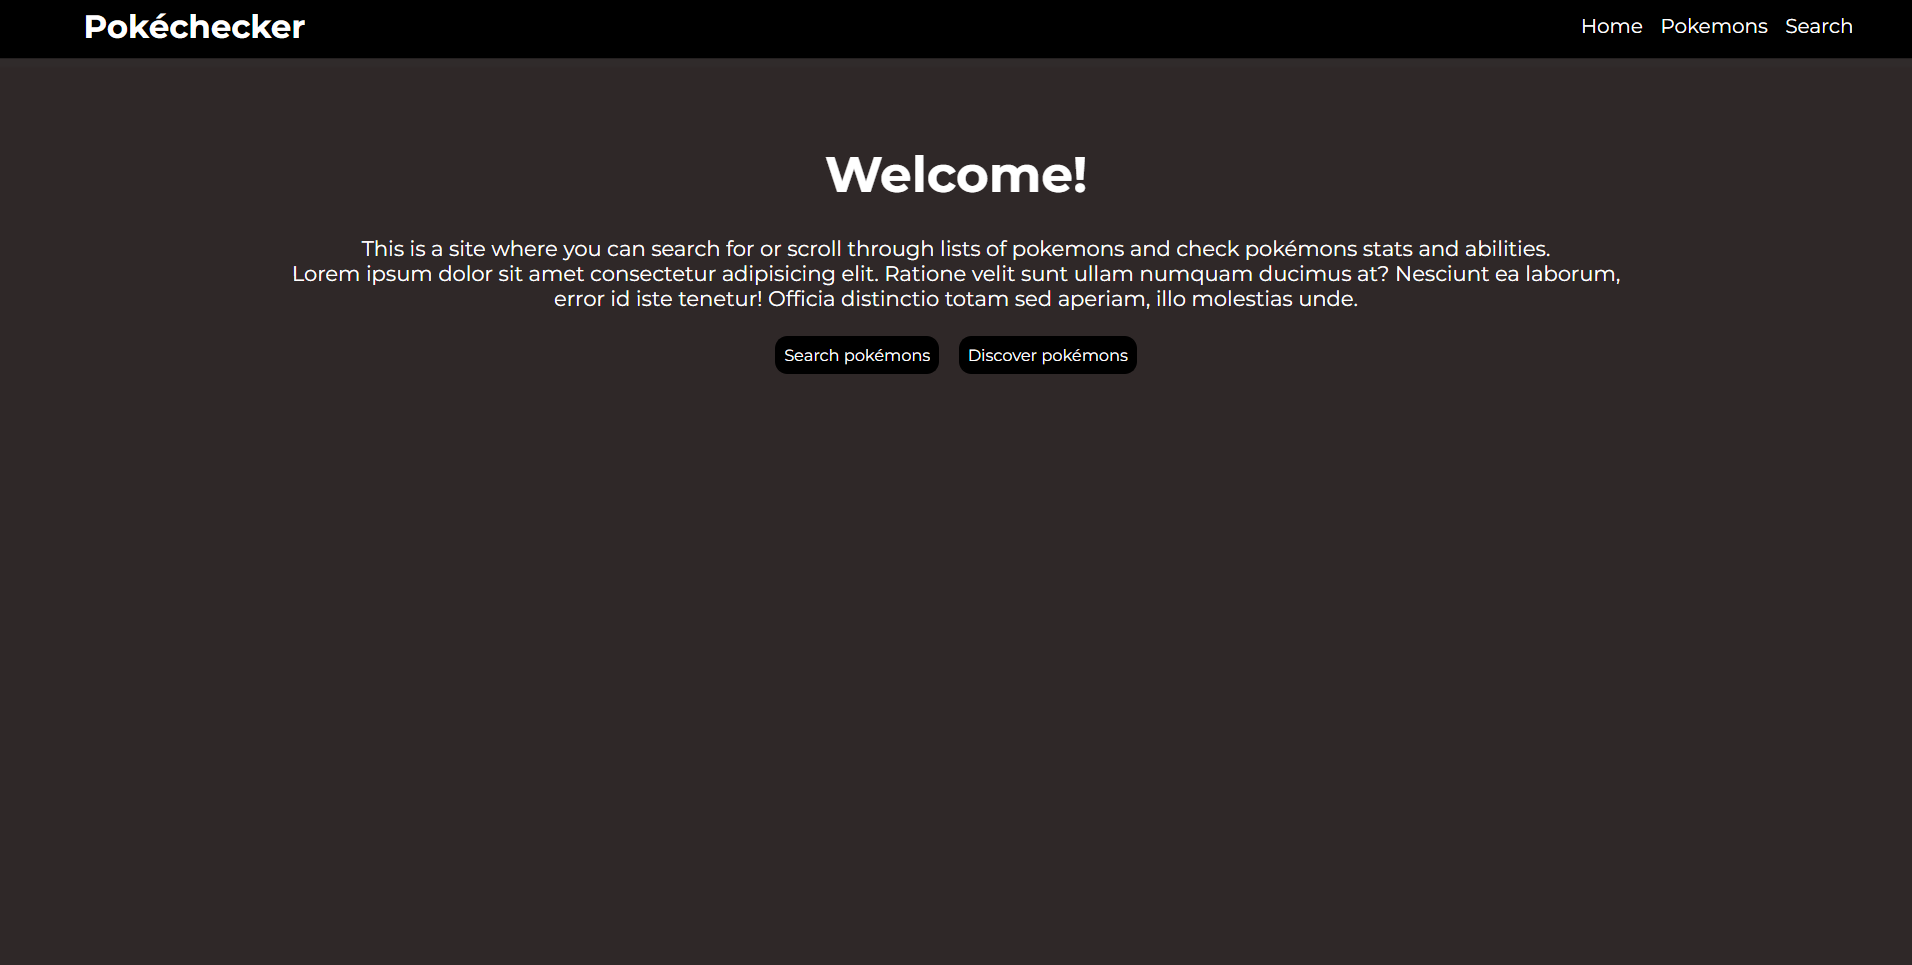 Pokéchecker
Home Pokemons Search
Welcome!
This is a site where you can search for or scroll through lists of pokemons and check pokémons stats and abilities.
Lorem ipsum dolor sit amet consectetur adipisicing elit. Ratione velit sunt ullam numquam ducimus at? Nesciunt ea laborum,
error id iste tenetur! Officia distinctio totam sed aperiam, illo molestias unde.
Search pokémons
Discover pokémons